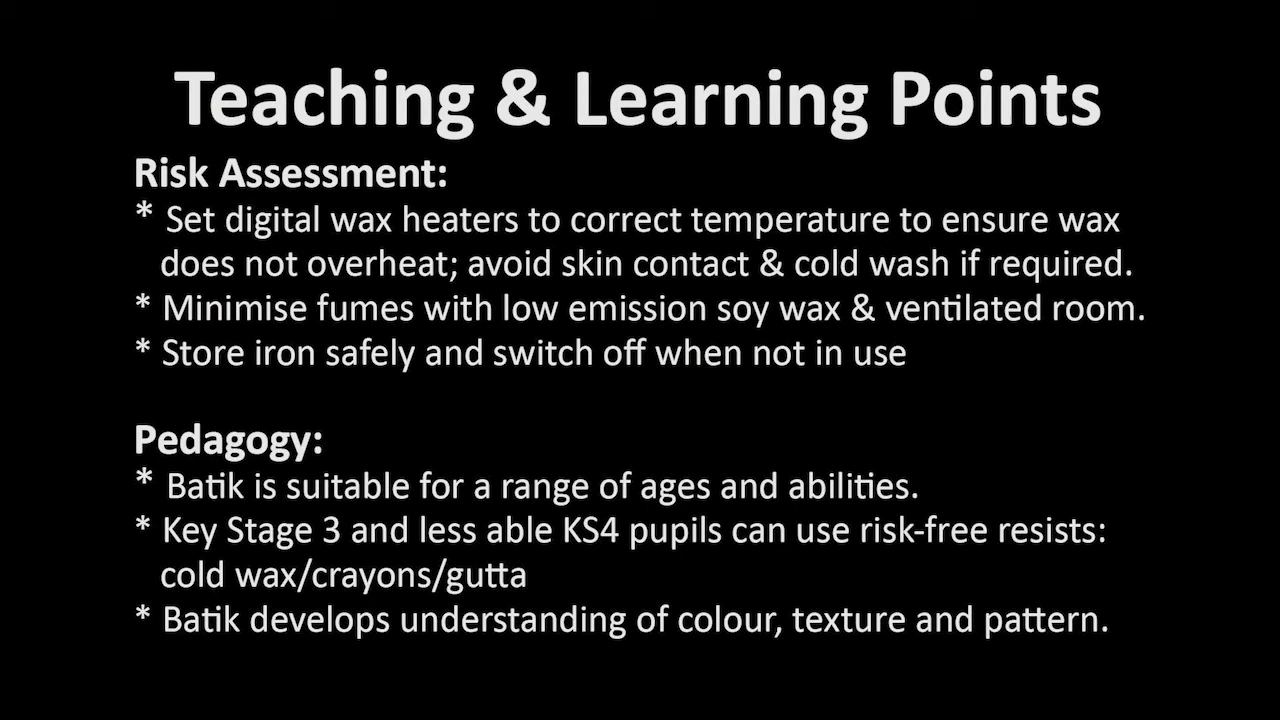 Teaching & Learning Points
Risk Assessment:
* Set digital wax heaters to correct temperature to ensure wax
does not overheat; avoid skin contact & cold wash if required.
* Minimise fumes with low emission soy wax & ventilated room.
* Store iron safely and switch off when not in use
Pedagogy:
* Batik is suitable for a range of ages and abilities.
* Key Stage 3 and less able KS4 pupils can use risk-free resists:
cold wax/crayons/gutta
* Batik develops understanding of colour, texture and pattern.